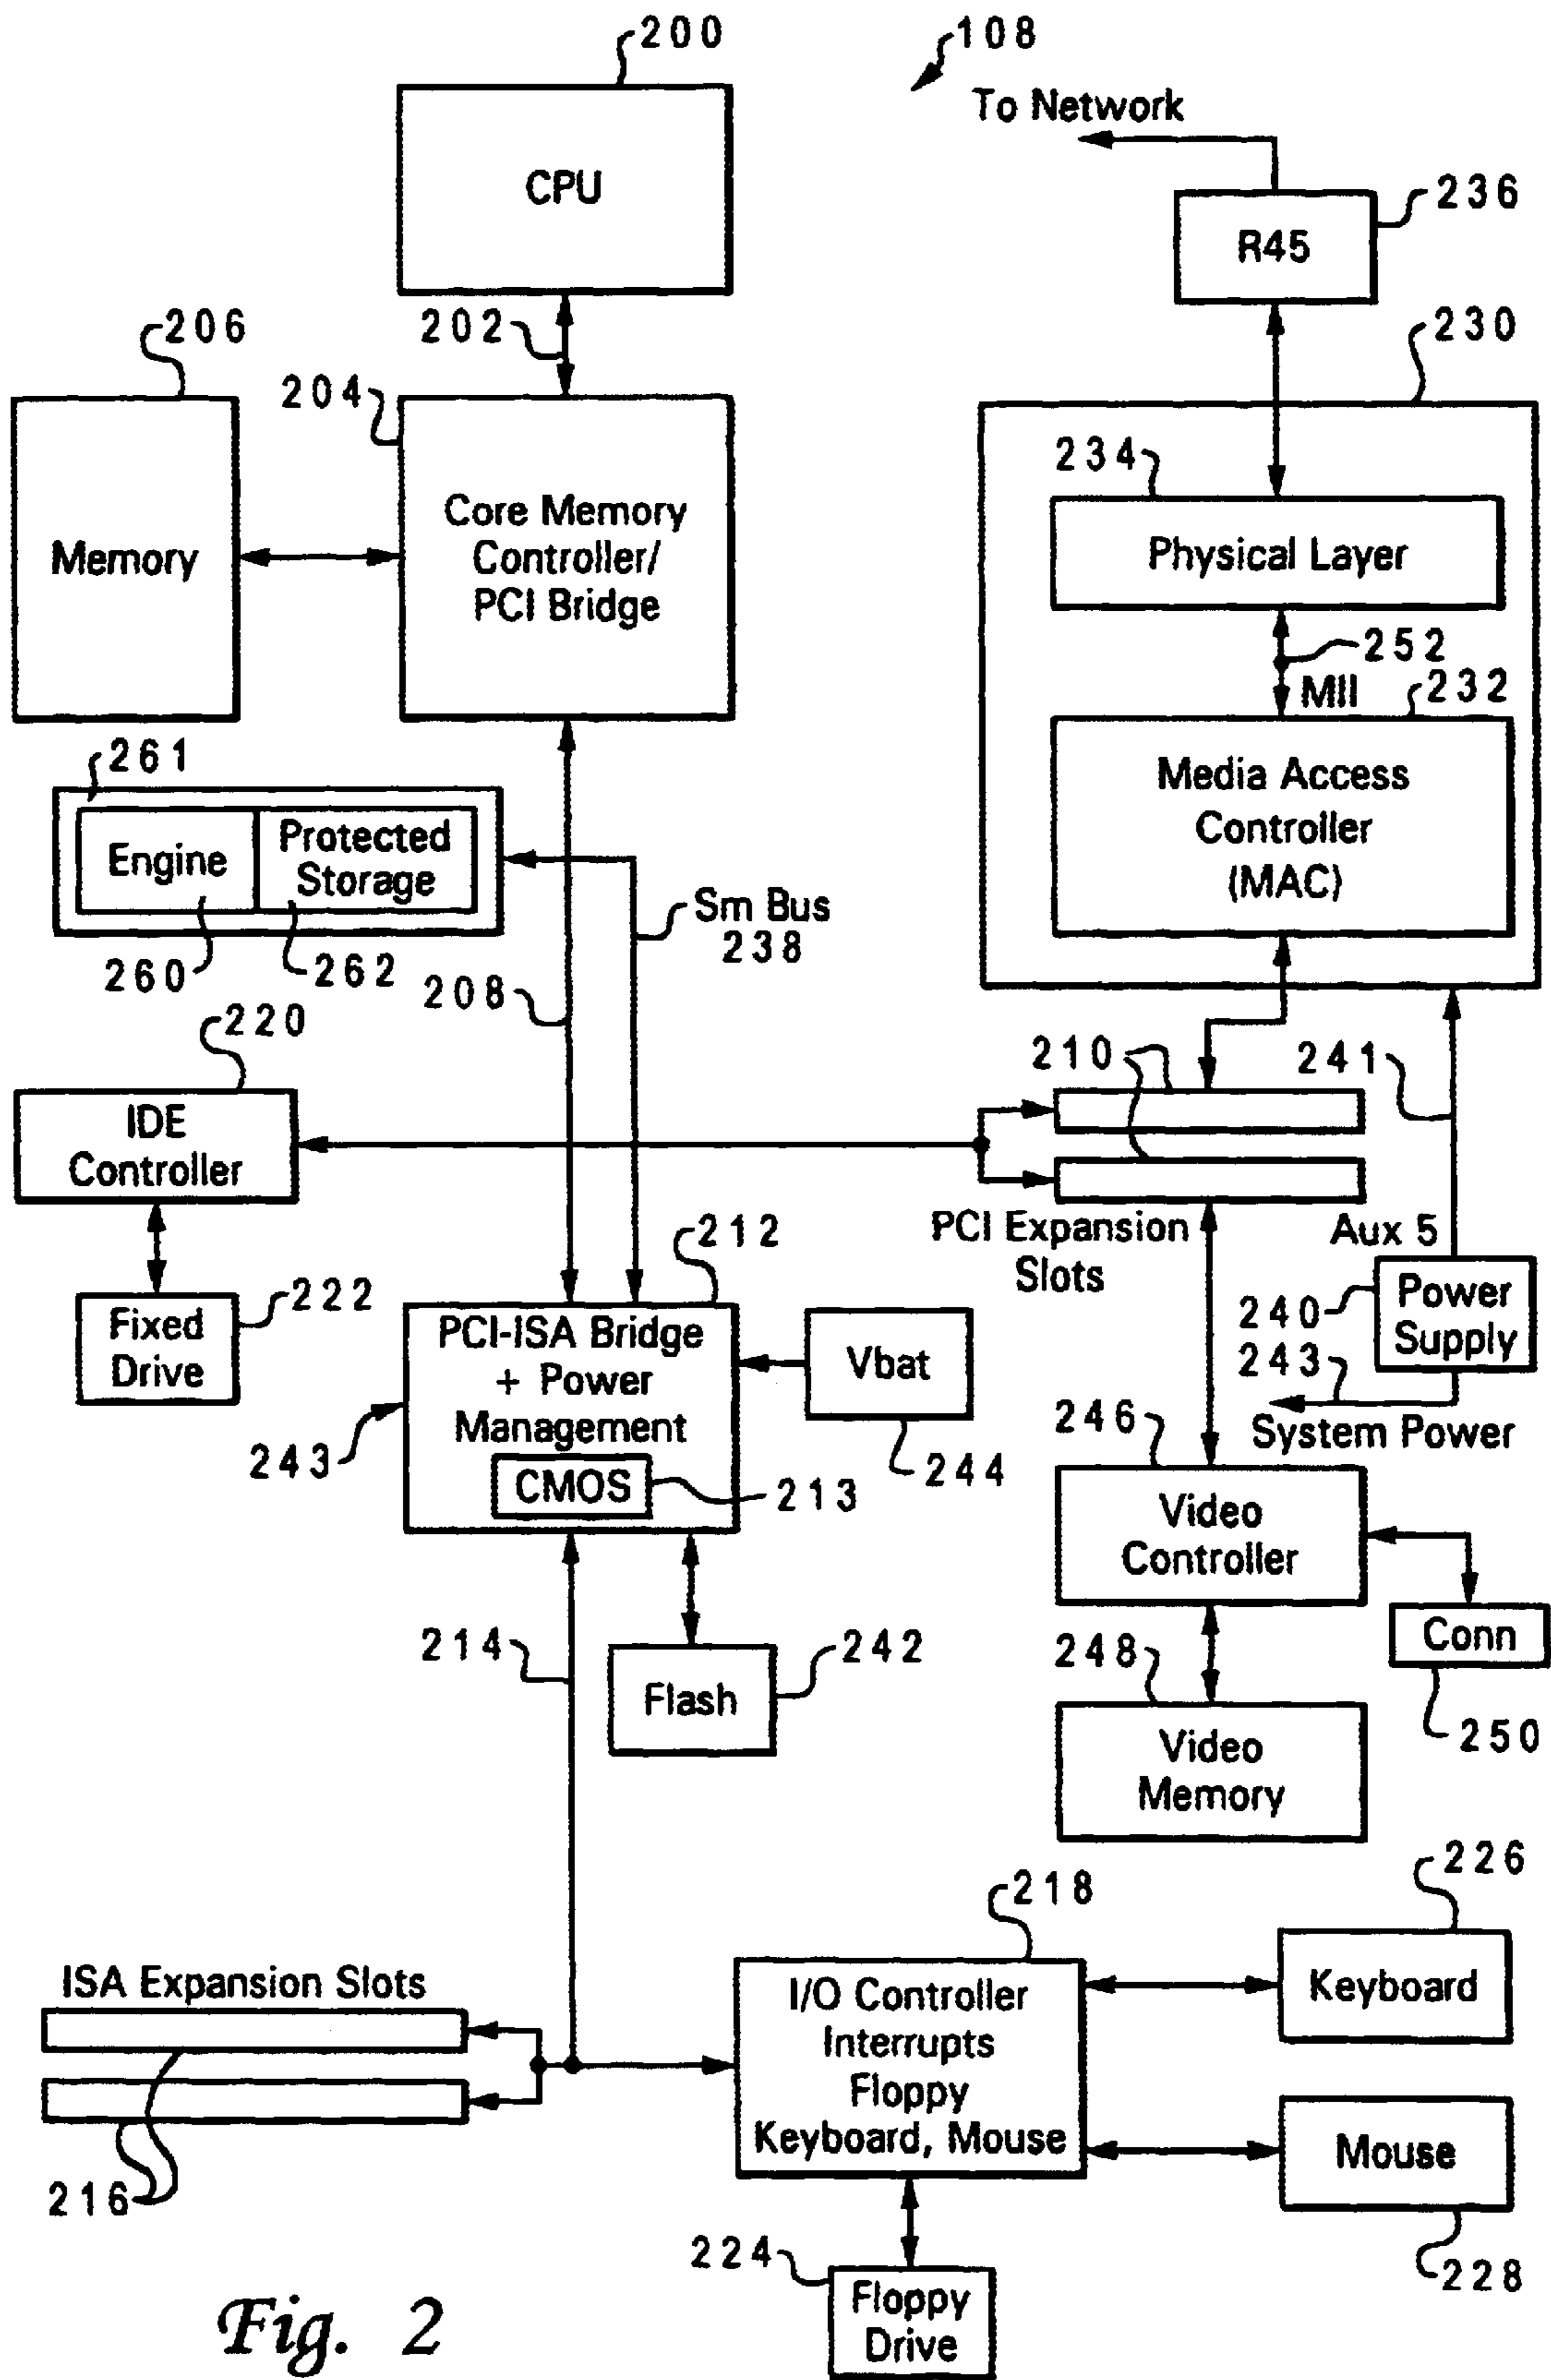 200
108
To Network
CPU
236
R45
202
206
230
204
234
Core Memory
Controller/
PCI Bridge
Memory
Physical Layer
252
MII
232
261
Media Access
Controller
(MAC)
Engine
Protected
Storage
Sm Bus
238
260
262
208
220
210
241
IDE
Controller
212
PCI Expansion
Slots
Aux 5
222
Fixed
Drive
PCI-ISA Bridge
+ Power
Management
Vbat
240
Power
Supply
243
System Power
243
244
246
CMOS
213
Video
Controller
214
242
Flash
248
Conn
250
Video
Memory
218
226
ISA Expansion Slots
I/O Controller
Interrupts
Floppy
Keyboard, Mouse
Keyboard
Mouse
216
224
228
Floppy
Drive
Fig. 2